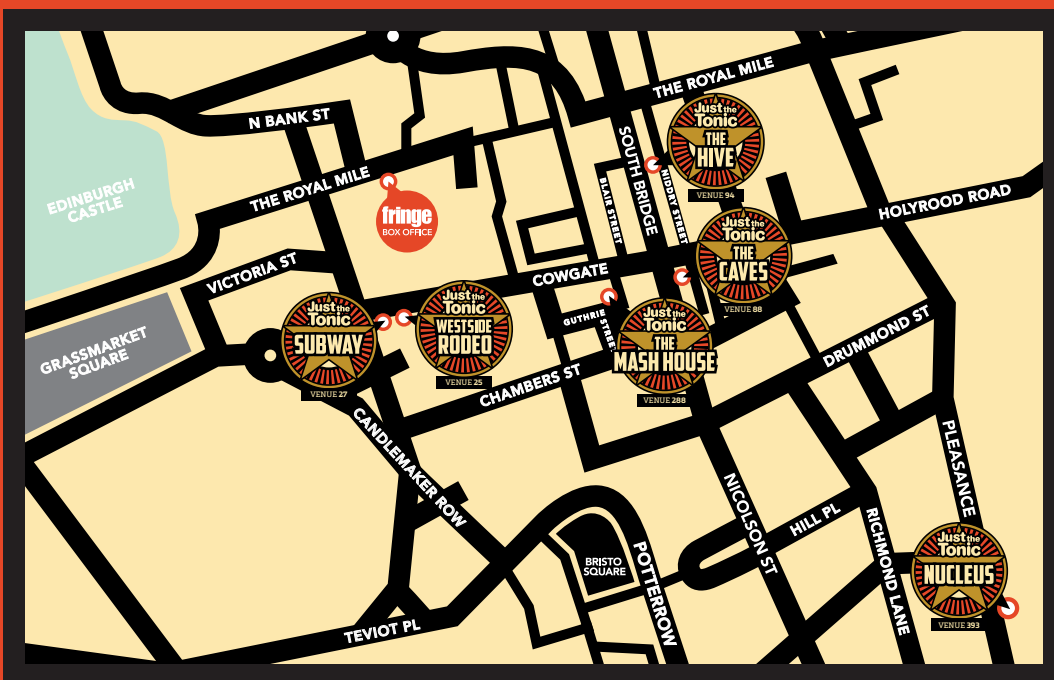 THE ROYAL MILE
Just the
Tonic
THE
HIVE
VENUE 94
N BANK ST
SOUTH BRIDGE
NIDDRY STREET
BLAIR STREET
EDINBURGH
CASTLE
THE ROYAL MILE
fringe
BOX OFFICE
HOLYROOD ROAD
Just the
Tonic
THE
CAVES
VENUE 88
VICTORIA ST
COWGATE
GUTHRIE STREET
Just the
Tonic
SUBWAY
VENUE 27
Just the
Tonic
WESTSIDE
RODEO
VENUE 25
Just the
Tonic
THE
MASH HOUSE
VENUE 288
GRASSMARKET
SQUARE
DRUMMOND ST
CHAMBERS ST
CANDLEMAKER ROW
PLEASANCE
NICOLSON ST
HILL PL
RICHMOND LANE
BRISTO
SQUARE
POTTERROW
Just the
Tonic
NUCLEUS
VENUE 393
TEVIOT PL